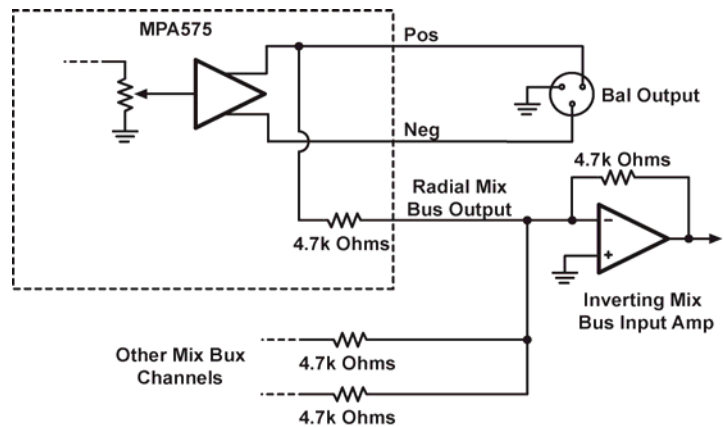 MPA575
Pos
Bal Output
Neg
4.7k Ohms
Radial Mix
Bus Output
4.7k Ohms
−
+
Inverting Mix
Bus Input Amp
Other Mix Bux
Channels
4.7k Ohms
4.7k Ohms